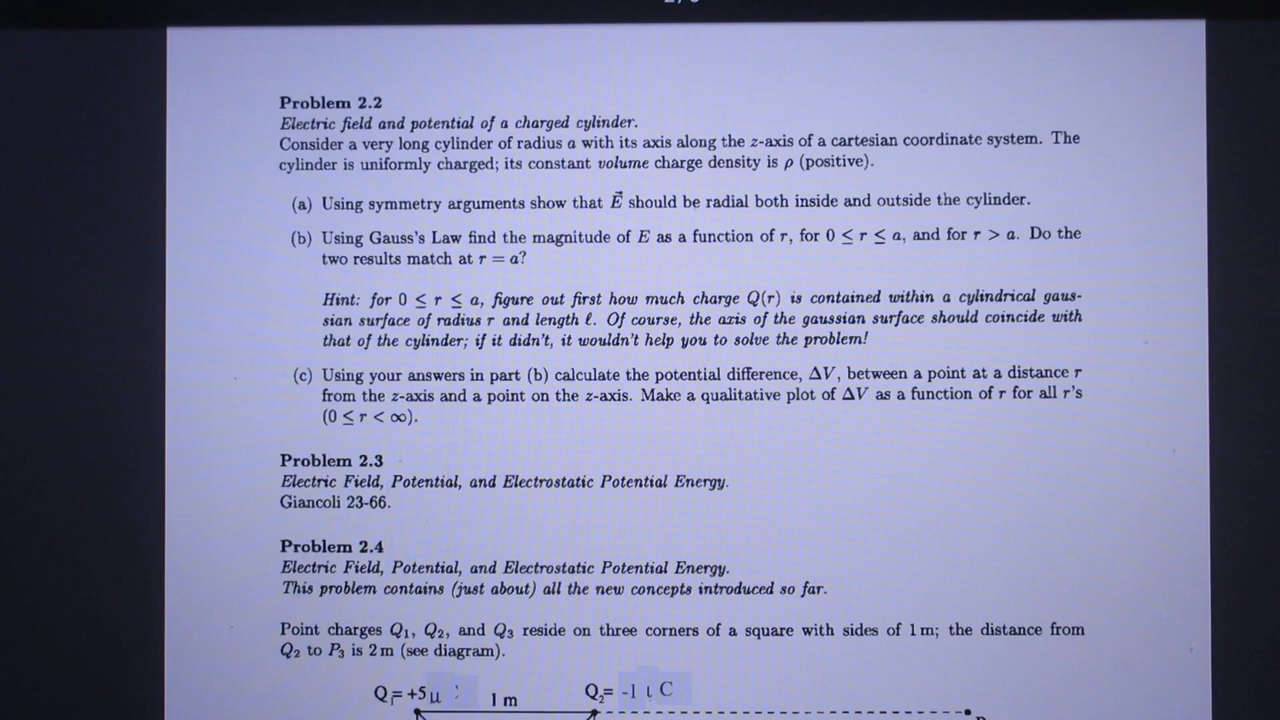 Problem 2.2
Electric field and potential of a charged cylinder.
Consider a very long cylinder of radius a with its axis along the z-axis of a cartesian coordinate system. The
cylinder is uniformly charged; its constant volume charge density is ρ (positive).
(a) Using symmetry arguments show that E⃗ should be radial both inside and outside the cylinder.
(b) Using Gauss's Law find the magnitude of E as a function of r, for 0 ≤ r ≤ a, and for r > a. Do the
two results match at r = a?
Hint: for 0 ≤ r ≤ a, figure out first how much charge Q(r) is contained within a cylindrical gaus-
sian surface of radius r and length ℓ. Of course, the axis of the gaussian surface should coincide with
that of the cylinder; if it didn't, it wouldn't help you to solve the problem!
(c) Using your answers in part (b) calculate the potential difference, ΔV, between a point at a distance r
from the z-axis and a point on the z-axis. Make a qualitative plot of ΔV as a function of r for all r's
(0 ≤ r < ∞).
Problem 2.3
Electric Field, Potential, and Electrostatic Potential Energy.
Giancoli 23-66.
Problem 2.4
Electric Field, Potential, and Electrostatic Potential Energy.
This problem contains (just about) all the new concepts introduced so far.
Point charges Q₁, Q₂, and Q₃ reside on three corners of a square with sides of 1 m; the distance from
Q₂ to P₃ is 2 m (see diagram).
Q₁= +5 μ 1 m Q₂= -1 C